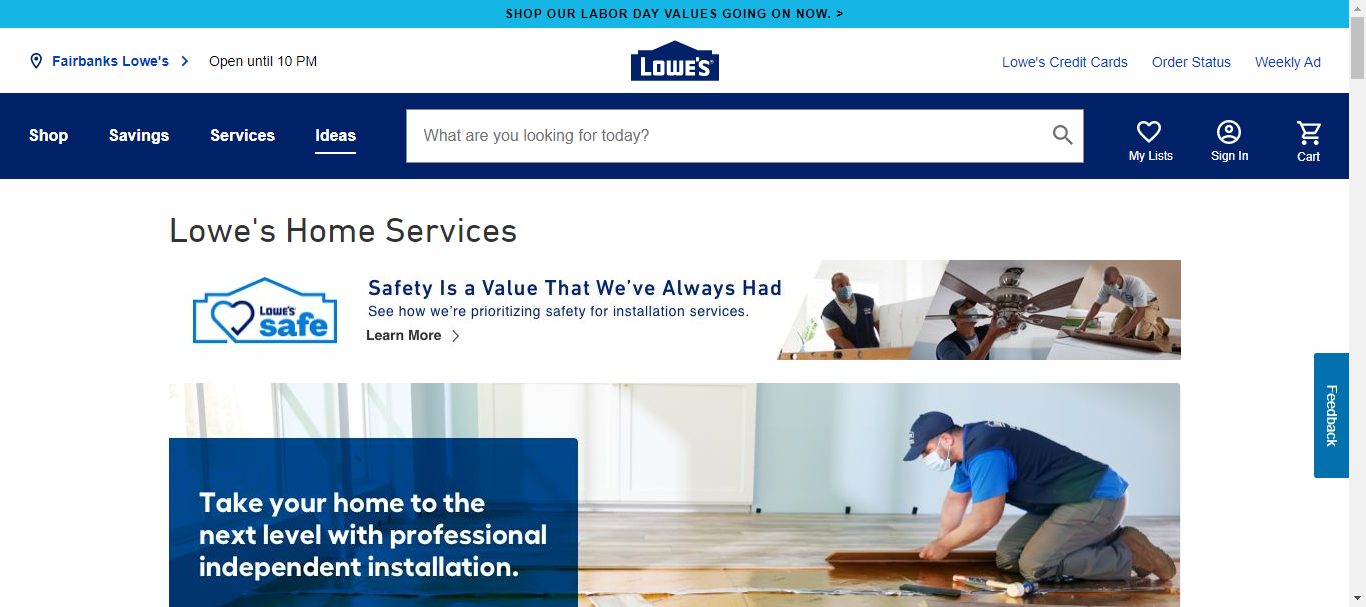 SHOP OUR LABOR DAY VALUES GOING ON NOW. >
Fairbanks Lowe's
Open until 10 PM
LOWE'S
Lowe's Credit Cards
Order Status
Weekly Ad
Shop
Savings
Services
Ideas
What are you looking for today?
My Lists
Sign In
Cart
Lowe's Home Services
LOWE'S
safe
Safety Is a Value That We’ve Always Had
See how we’re prioritizing safety for installation services.
Learn More
Feedback
Take your home to the
next level with professional
independent installation.